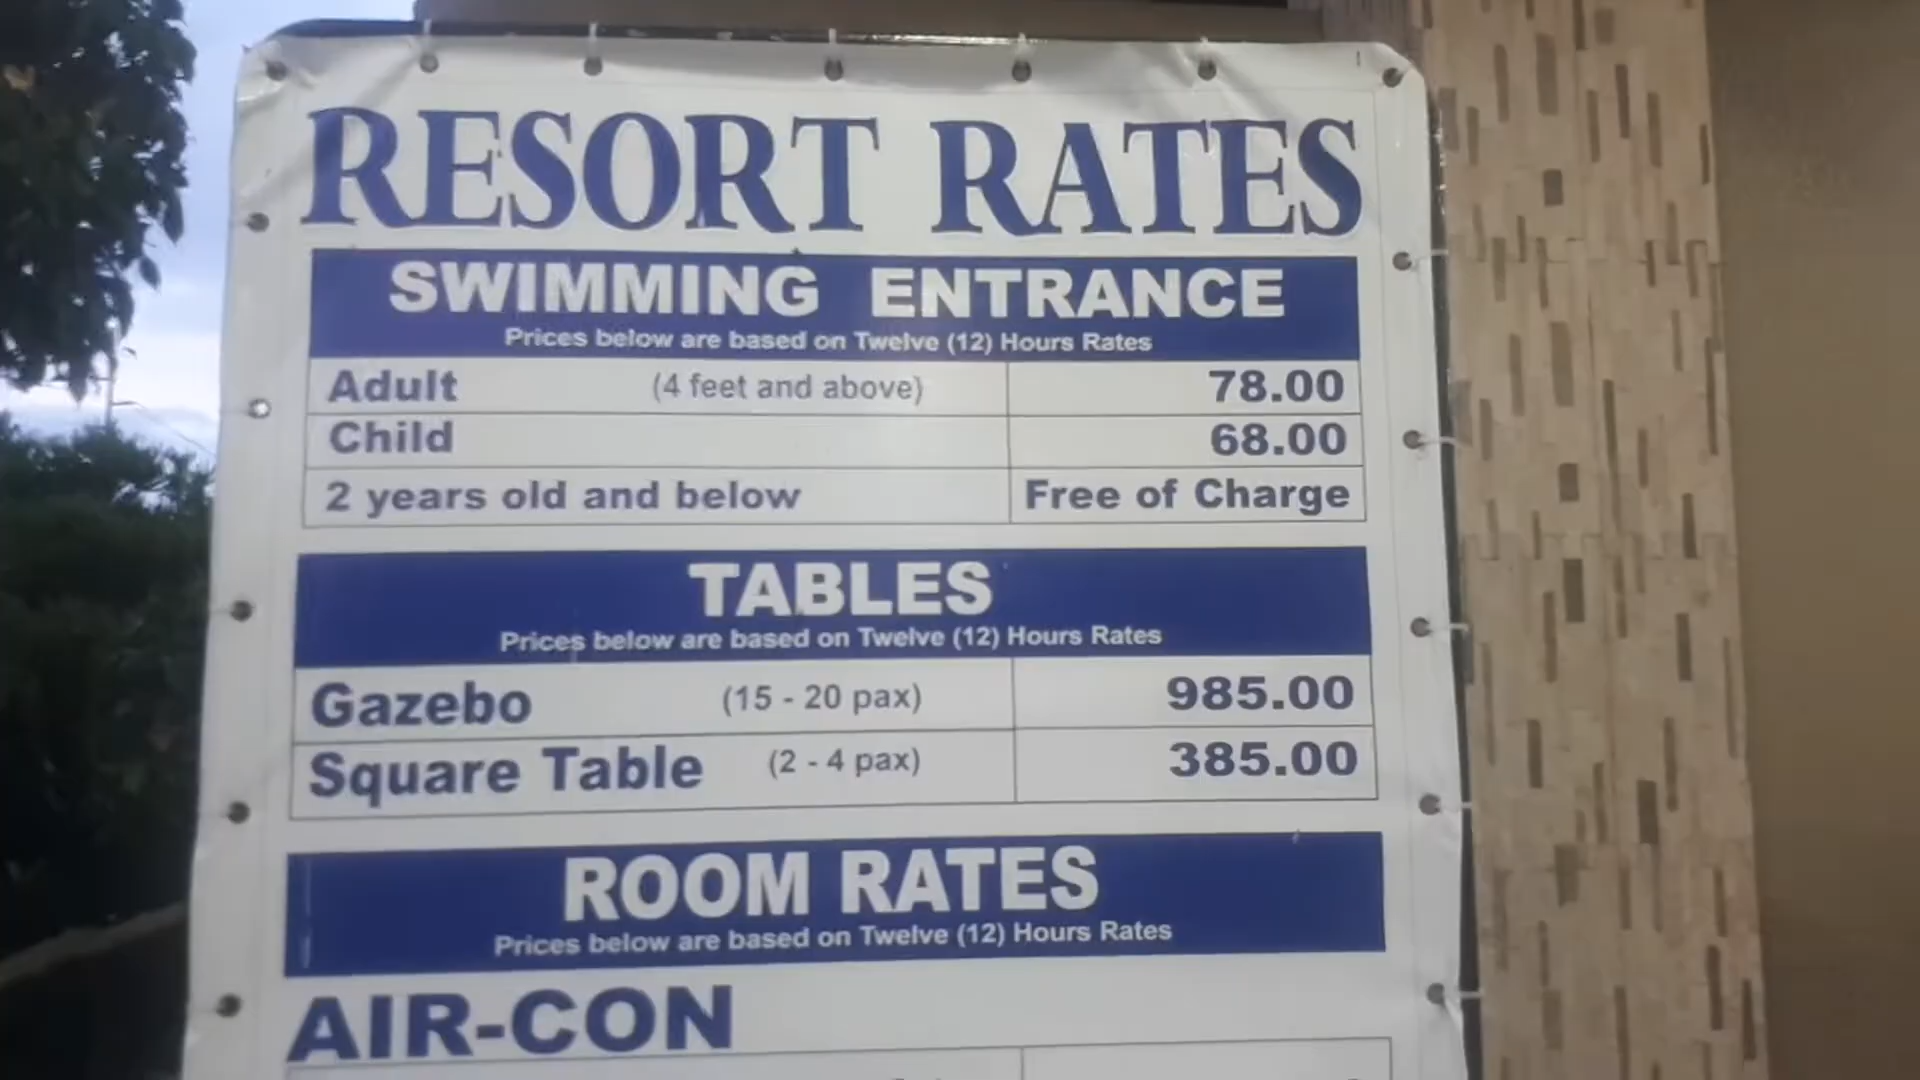 RESORT RATES
SWIMMING ENTRANCE
Prices below are based on Twelve (12) Hours Rates
Adult (4 feet and above) 78.00
Child 68.00
2 years old and below Free of Charge
TABLES
Prices below are based on Twelve (12) Hours Rates
Gazebo (15 - 20 pax) 985.00
Square Table (2 - 4 pax) 385.00
ROOM RATES
Prices below are based on Twelve (12) Hours Rates
AIR-CON